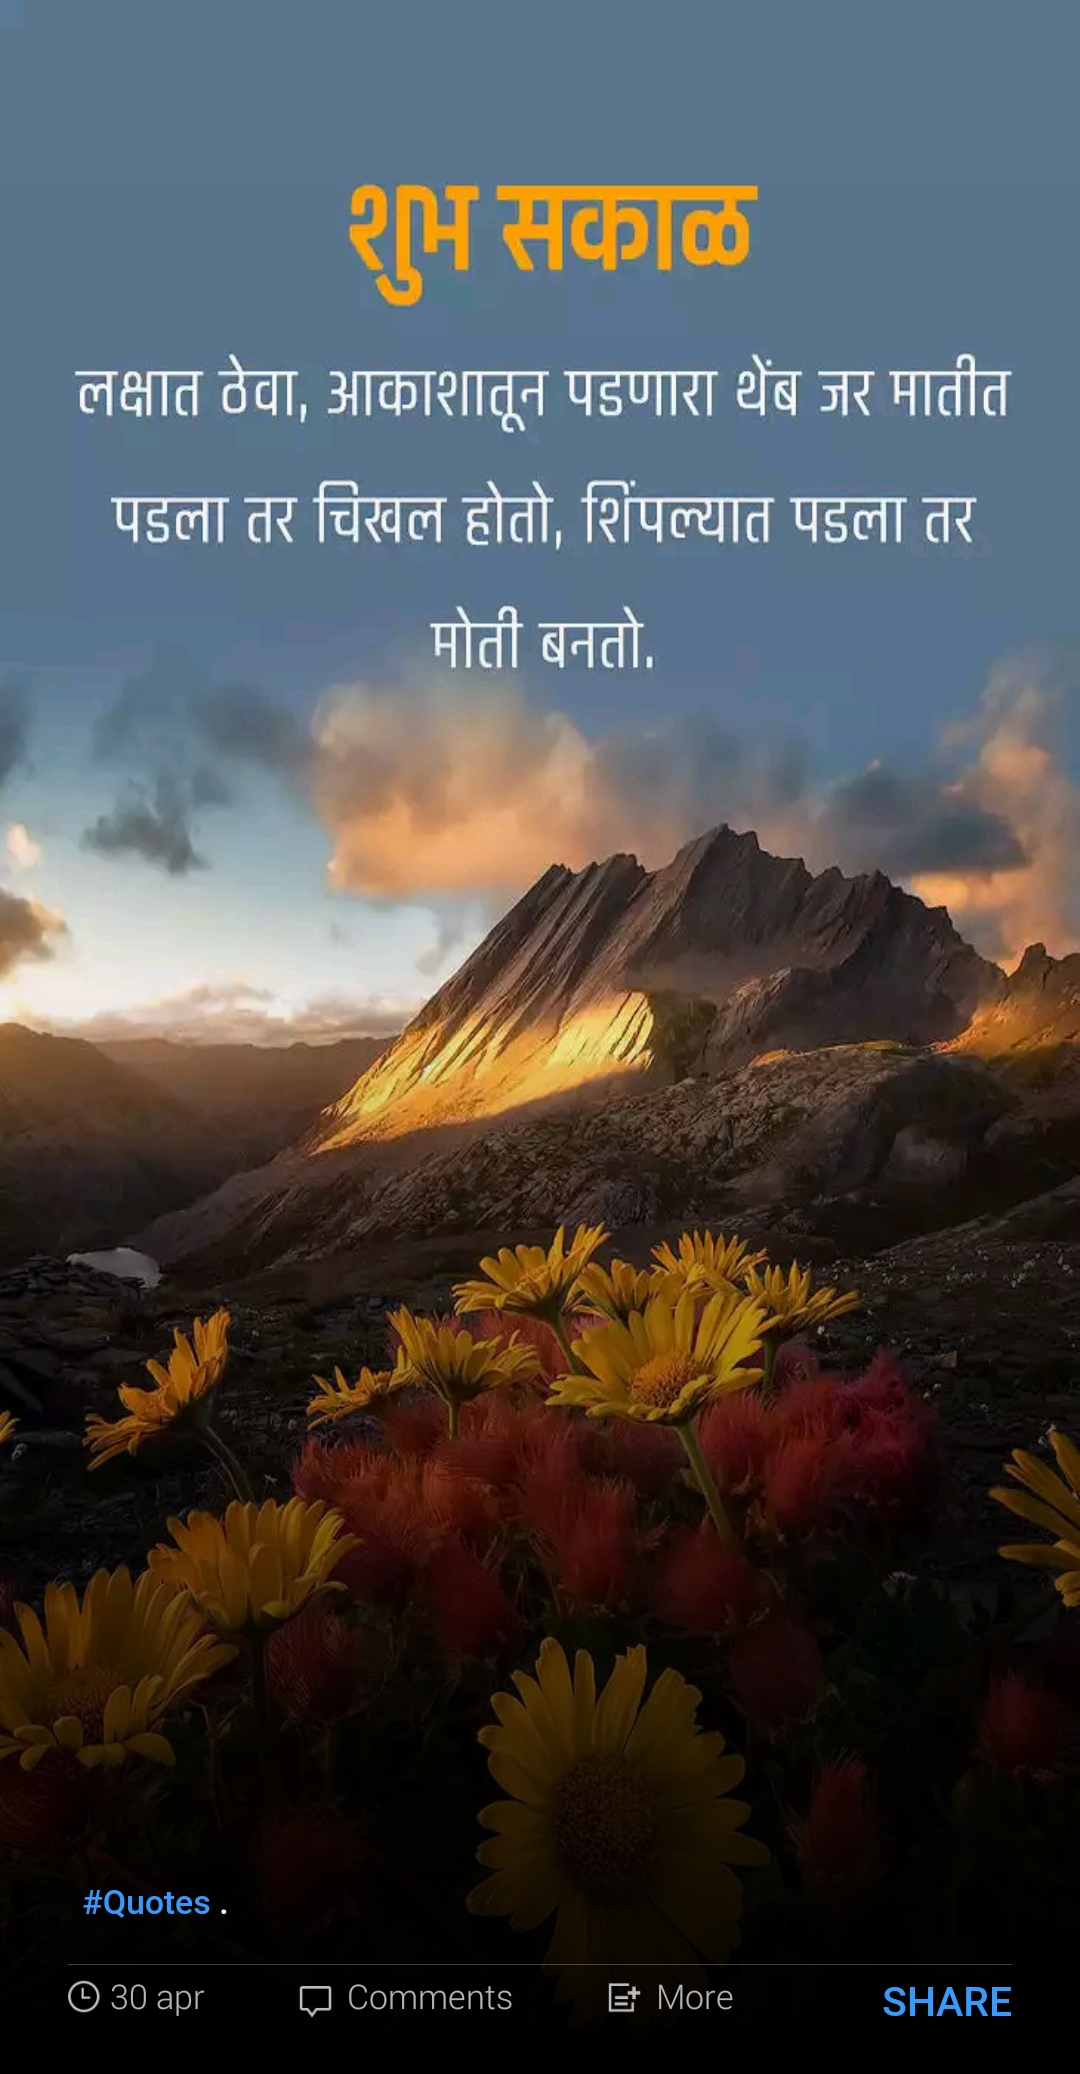 शुभ सकाळ
लक्षात ठेवा, आकाशातून पडणारा थेंब जर मातीत
पडला तर चिखल होतो, शिंपल्यात पडला तर
मोती बनतो.
#Quotes .
30 apr Comments More SHARE